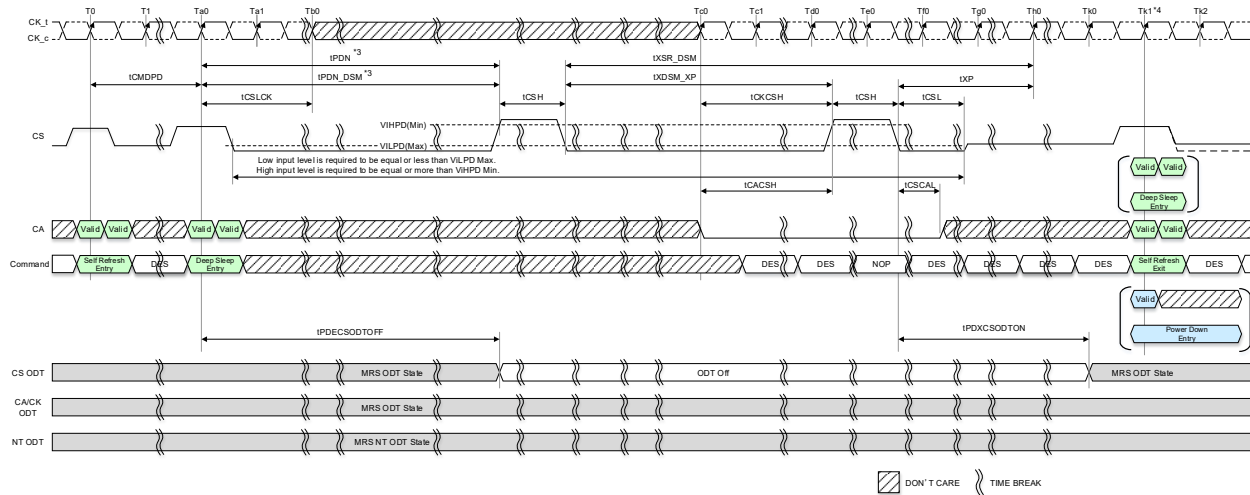 T0 T1 Ta0 Ta1 Tb0 Tc0 Tc1 Td0 Td1 Te0 Tf0 Tg0 Th0 Tk0 Tk1*4 Tk2
CK_t
CK_c
tPDN *3 tXSR_DSM
tCMDPD tPDN_DSM *3 tXDSM_XP tXP
tCSLCK tCSH tCKCSH tCSH tCSL
VIHPD(Min)
CS
VILPD(Max)
Low input level is required to be equal or less than ViLPD Max.
High input level is required to be equal or more than ViHPD Min.
Valid Valid
tCACSH tCSCAL
Deep Sleep
Entry
CA Valid Valid Valid Valid Valid Valid
Command Self Refresh
Entry DES Deep Sleep
Entry DES DES NOP DES DES DES DES Self Refresh
Exit DES
Valid
tPDECSODTOFF tPDXCSODTON
Power Down
Entry
CS ODT MRS ODT State ODT Off MRS ODT State
CA/CK
ODT MRS ODT State
NT ODT MRS NT ODT State
DON'T CARE TIME BREAK